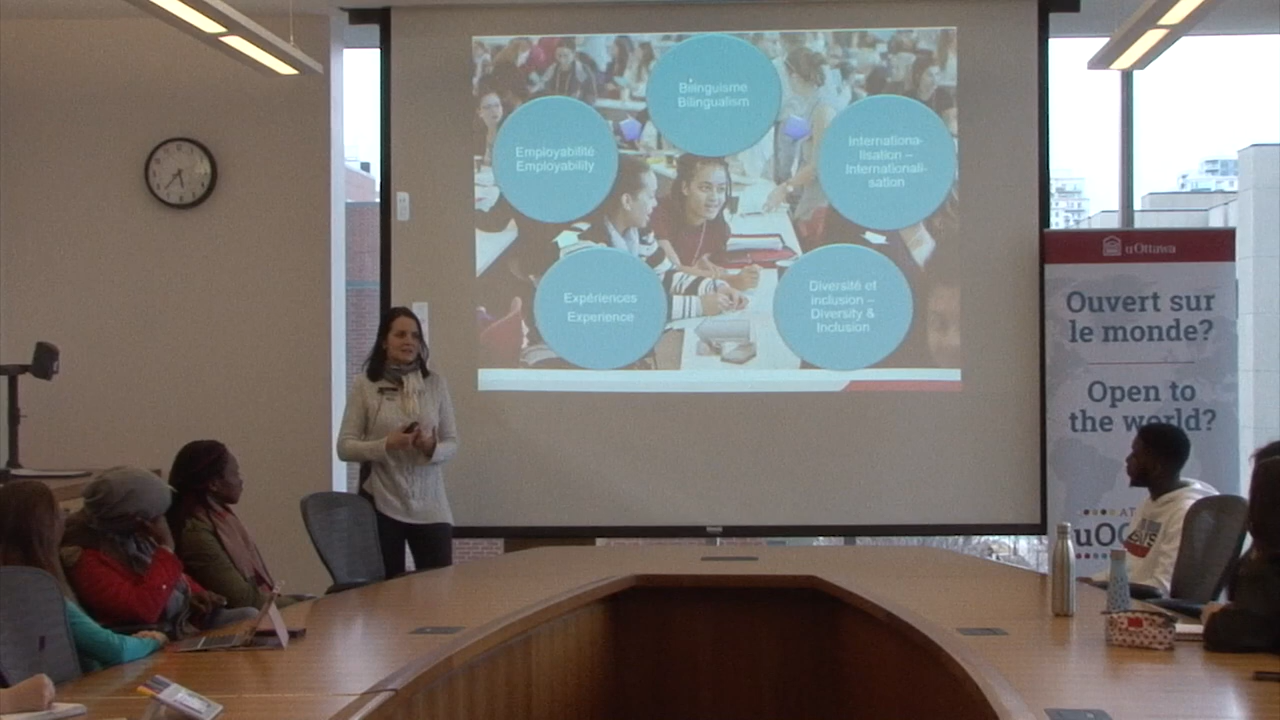 Bilinguisme
Bilingualism
Employabilité
Employability
Internationa-
lisation –
Internationali-
sation
Expériences
Experience
Diversité et
inclusion –
Diversity &
Inclusion
uOttawa
Ouvert sur
le monde?
Open to
the world?
AT
uO